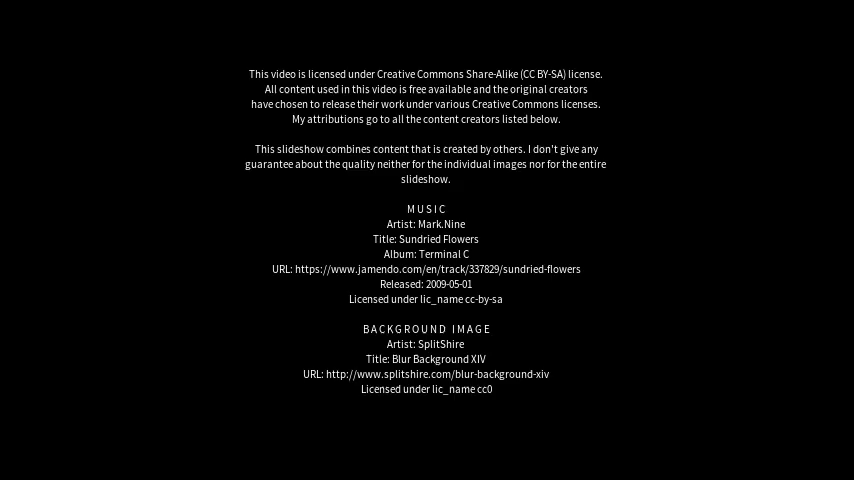 This video is licensed under Creative Commons Share-Alike (CC BY-SA) license.
All content used in this video is free available and the original creators
have chosen to release their work under various Creative Commons licenses.
My attributions go to all the content creators listed below.
This slideshow combines content that is created by others. I don't give any
guarantee about the quality neither for the individual images nor for the entire
slideshow.
MUSIC
Artist: Mark.Nine
Title: Sundried Flowers
Album: Terminal C
URL: https://www.jamendo.com/en/track/337829/sundried-flowers
Released: 2009-05-01
Licensed under lic_name cc-by-sa
BACKGROUND IMAGE
Artist: SplitShire
Title: Blur Background XIV
URL: http://www.splitshire.com/blur-background-xiv
Licensed under lic_name cc0